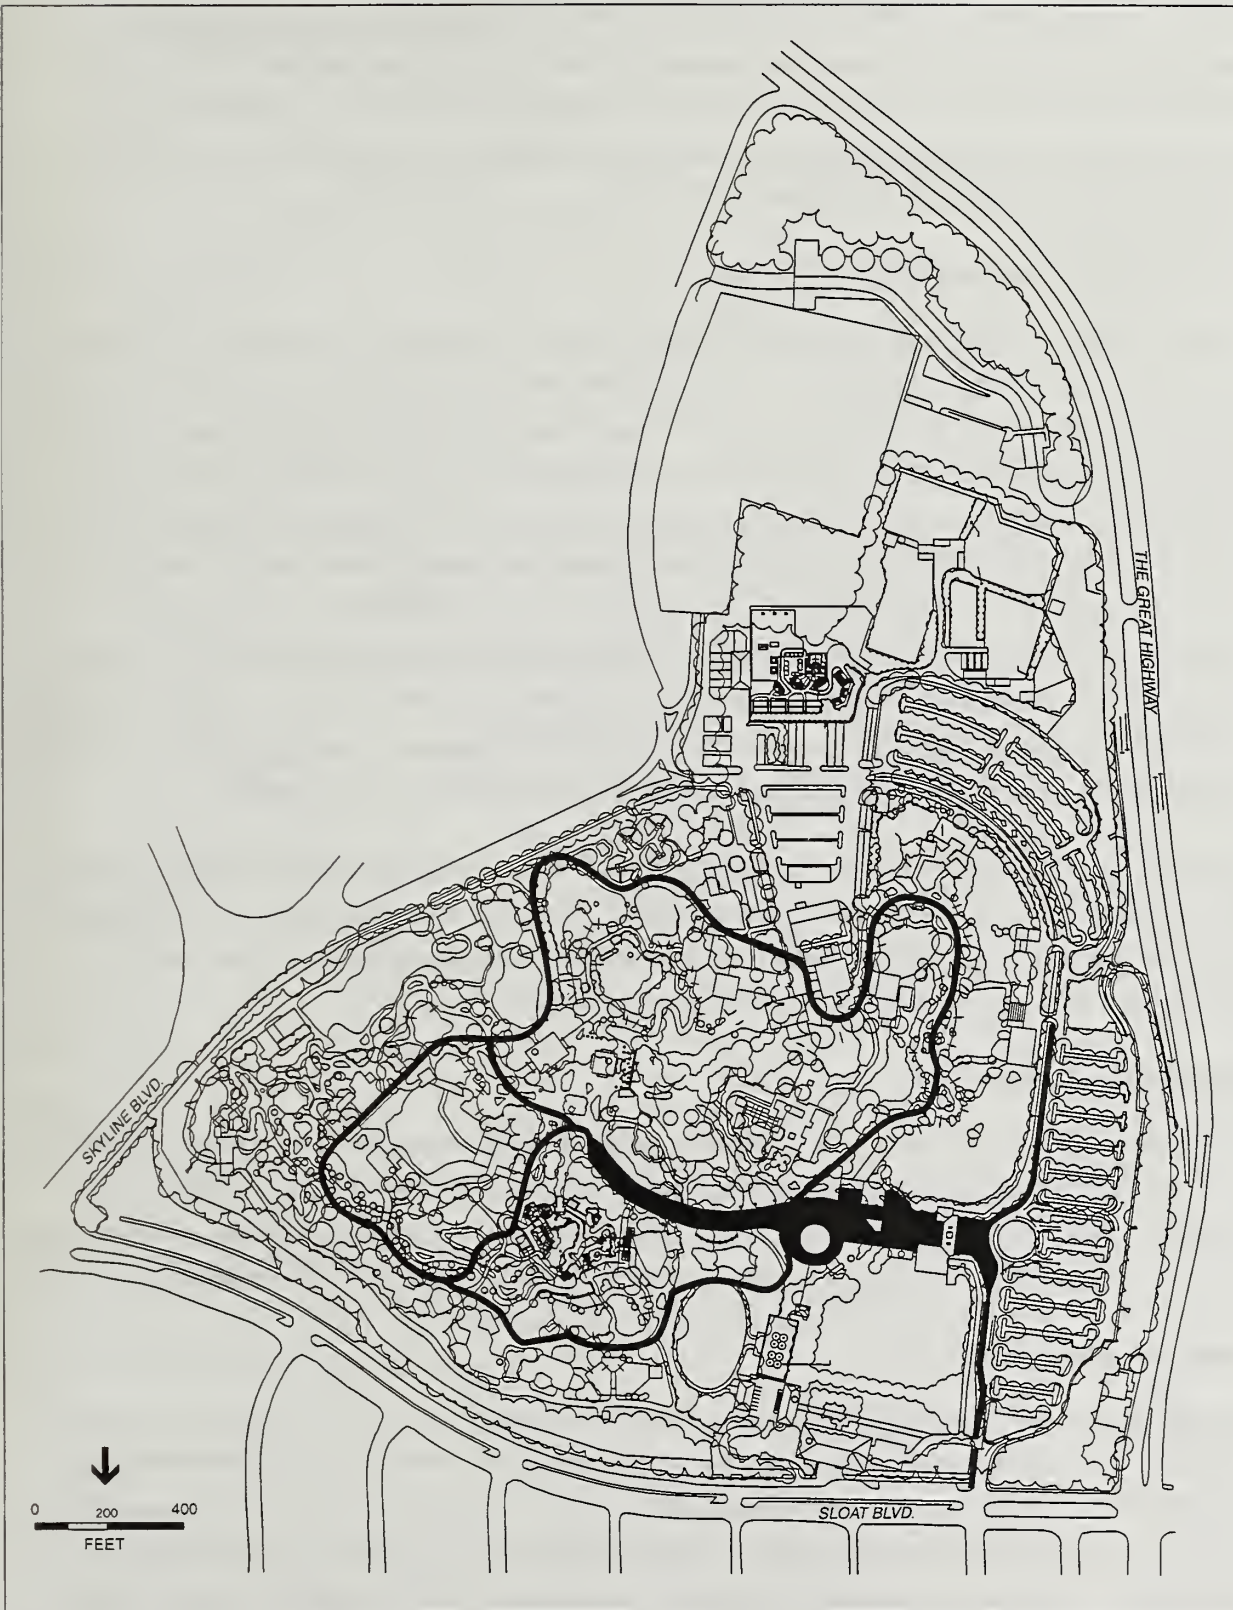 THE GREAT HIGHWAY
SKYLINE BLVD.
0 200 400
FEET
SLOAT BLVD.